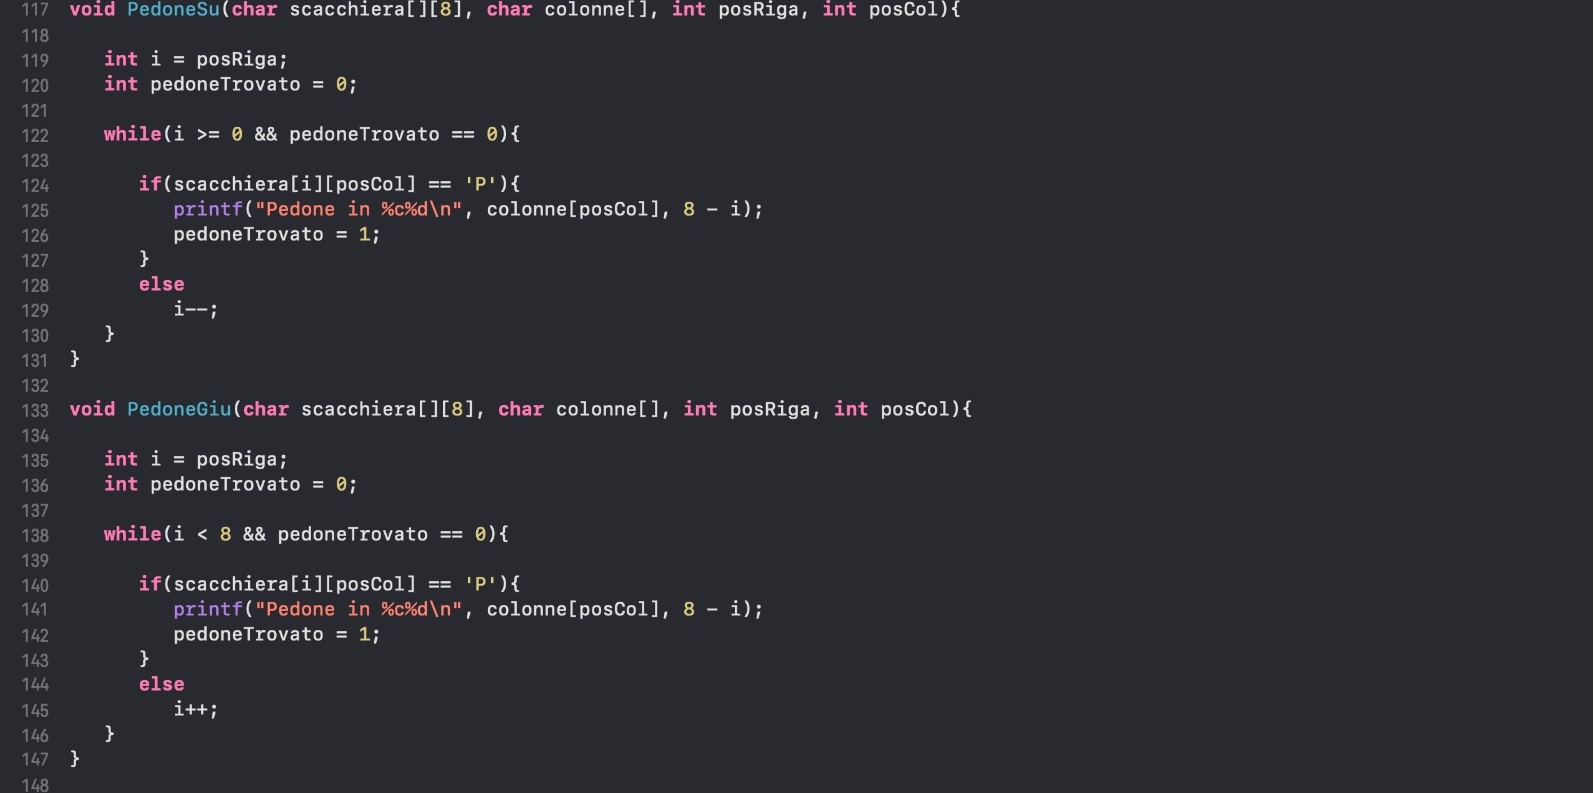 117 void PedoneSu(char scacchiera[][8], char colonne[], int posRiga, int posCol){
118
119    int i = posRiga;
120    int pedoneTrovato = 0;
121
122    while(i >= 0 && pedoneTrovato == 0){
123
124       if(scacchiera[i][posCol] == 'P'){
125          printf("Pedone in %c%d\n", colonne[posCol], 8 - i);
126          pedoneTrovato = 1;
127       }
128       else
129          i--;
130    }
131 }
132
133 void PedoneGiu(char scacchiera[][8], char colonne[], int posRiga, int posCol){
134
135    int i = posRiga;
136    int pedoneTrovato = 0;
137
138    while(i < 8 && pedoneTrovato == 0){
139
140       if(scacchiera[i][posCol] == 'P'){
141          printf("Pedone in %c%d\n", colonne[posCol], 8 - i);
142          pedoneTrovato = 1;
143       }
144       else
145          i++;
146    }
147 }
148